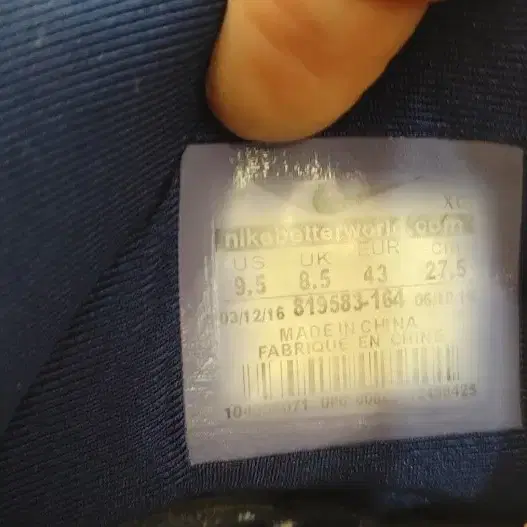 nikebetterworld.com
US UK EUR cm
9.5 8.5 43 27.5
03/12/16 819583-164
MADE IN CHINA
FABRIQUE EN CHINE